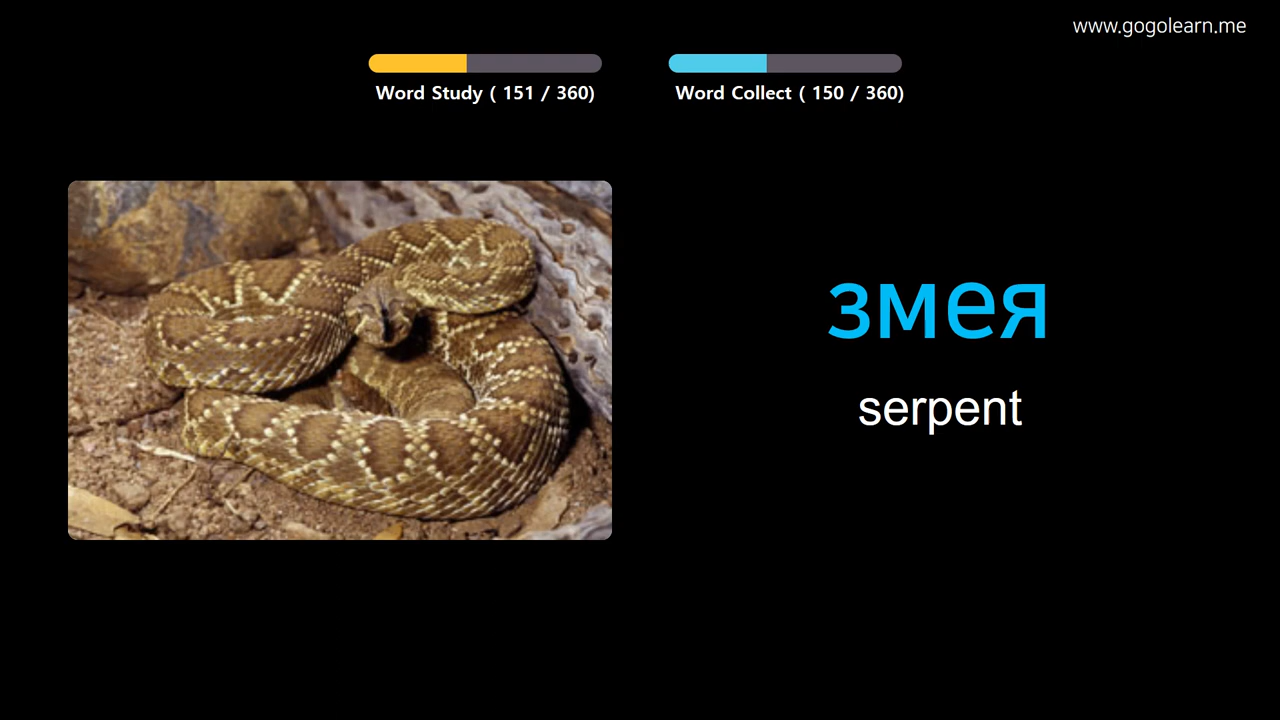 www.gogolearn.me
Word Study ( 151 / 360)
Word Collect ( 150 / 360)
змея
serpent